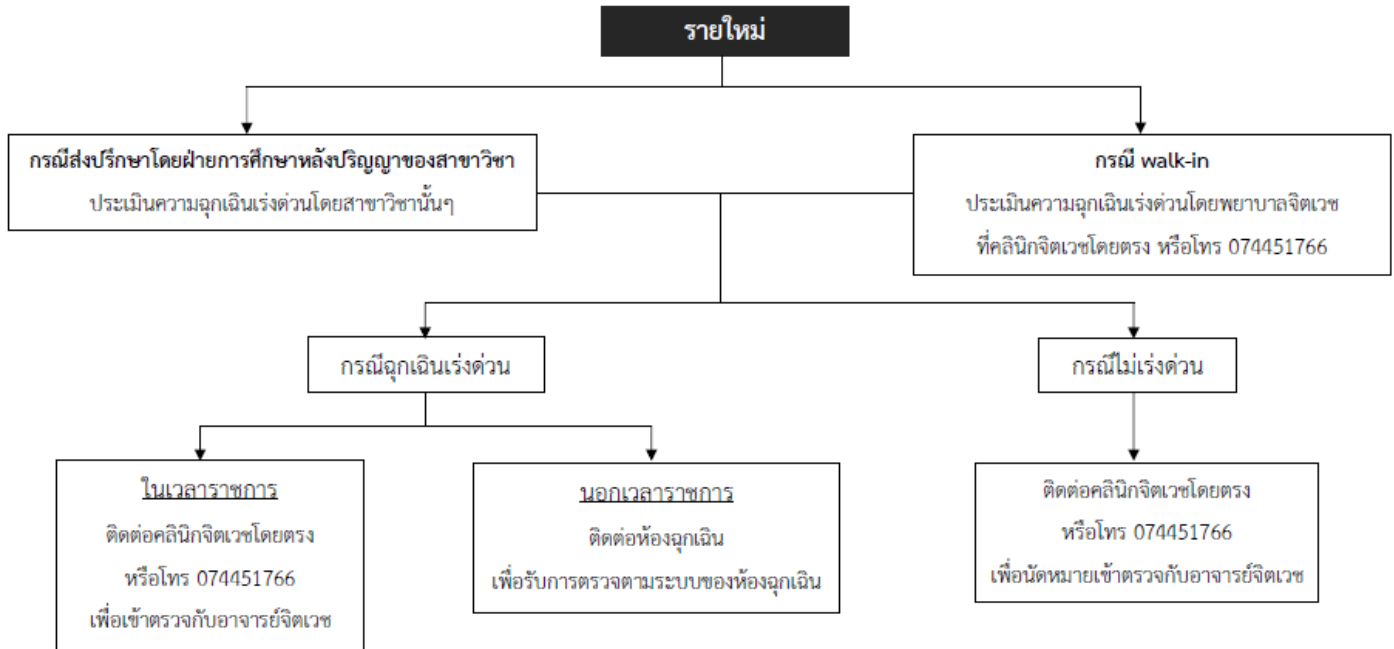 รายใหม่
กรณีส่งปรึกษาโดยฝ่ายการศึกษาหลังปริญญาของสาขาวิชา
ประเมินความฉุกเฉินเร่งด่วนโดยสาขาวิชานั้นๆ
กรณี walk-in
ประเมินความฉุกเฉินเร่งด่วนโดยพยาบาลจิตเวช
ที่คลินิกจิตเวชโดยตรง หรือโทร 074451766
กรณีฉุกเฉินเร่งด่วน
กรณีไม่เร่งด่วน
ในเวลาราชการ
ติดต่อคลินิกจิตเวชโดยตรง
หรือโทร 074451766
เพื่อเข้าตรวจกับอาจารย์จิตเวช
นอกเวลาราชการ
ติดต่อห้องฉุกเฉิน
เพื่อรับการตรวจตามระบบของห้องฉุกเฉิน
ติดต่อคลินิกจิตเวชโดยตรง
หรือโทร 074451766
เพื่อนัดหมายเข้าตรวจกับอาจารย์จิตเวช